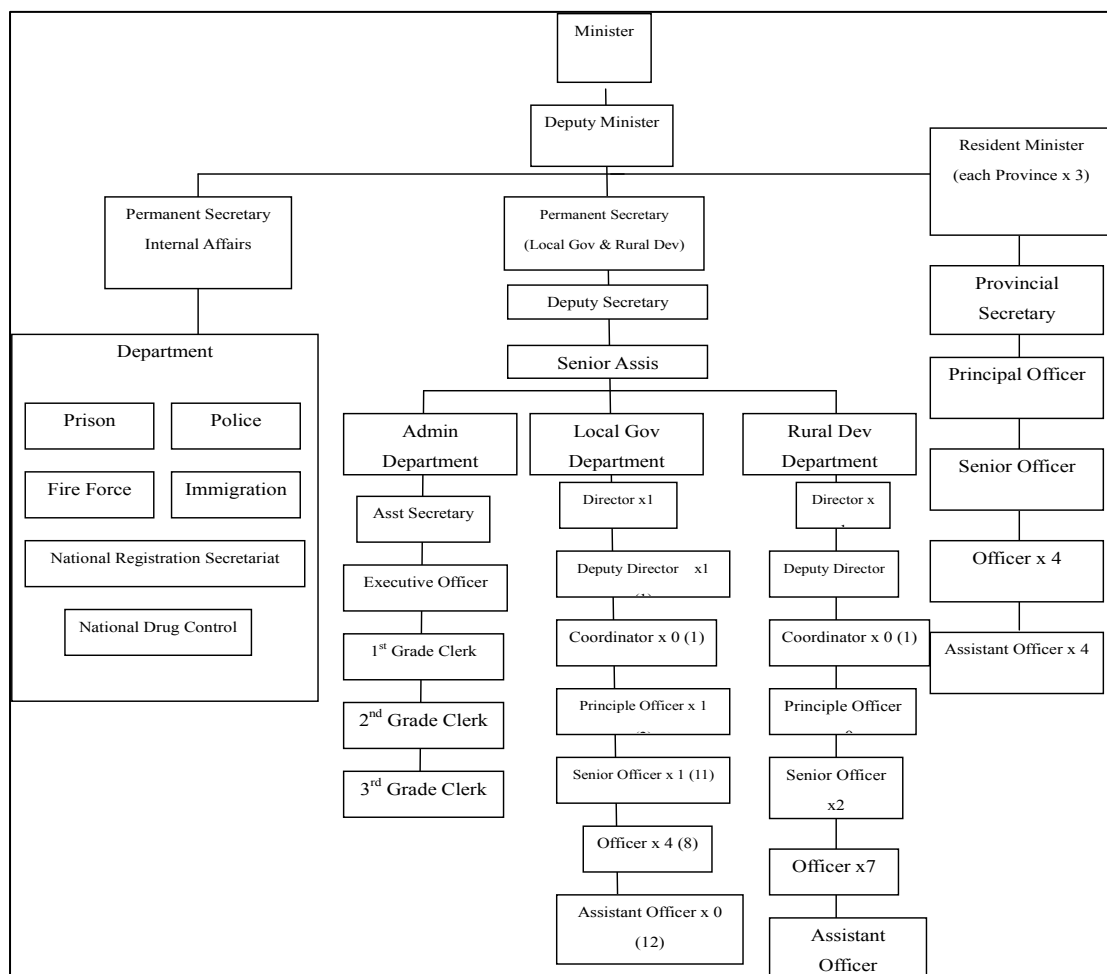 Minister
Deputy Minister
Resident Minister
(each Province x 3)
Permanent Secretary
Internal Affairs
Permanent Secretary
(Local Gov & Rural Dev)
Provincial
Secretary
Deputy Secretary
Department
Senior Assis
Principal Officer
Prison
Police
Admin
Department
Local Gov
Department
Rural Dev
Department
Senior Officer
Fire Force
Immigration
Asst Secretary
Director x1
Director x
National Registration Secretariat
Executive Officer
Deputy Director x1
Deputy Director
Officer x 4
National Drug Control
1st Grade Clerk
Coordinator x 0 (1)
Coordinator x 0 (1)
Assistant Officer x 4
2nd Grade Clerk
Principle Officer x 1
Principle Officer
3rd Grade Clerk
Senior Officer x 1 (11)
Senior Officer
x2
Officer x 4 (8)
Officer x7
Assistant Officer x 0
(12)
Assistant
Officer